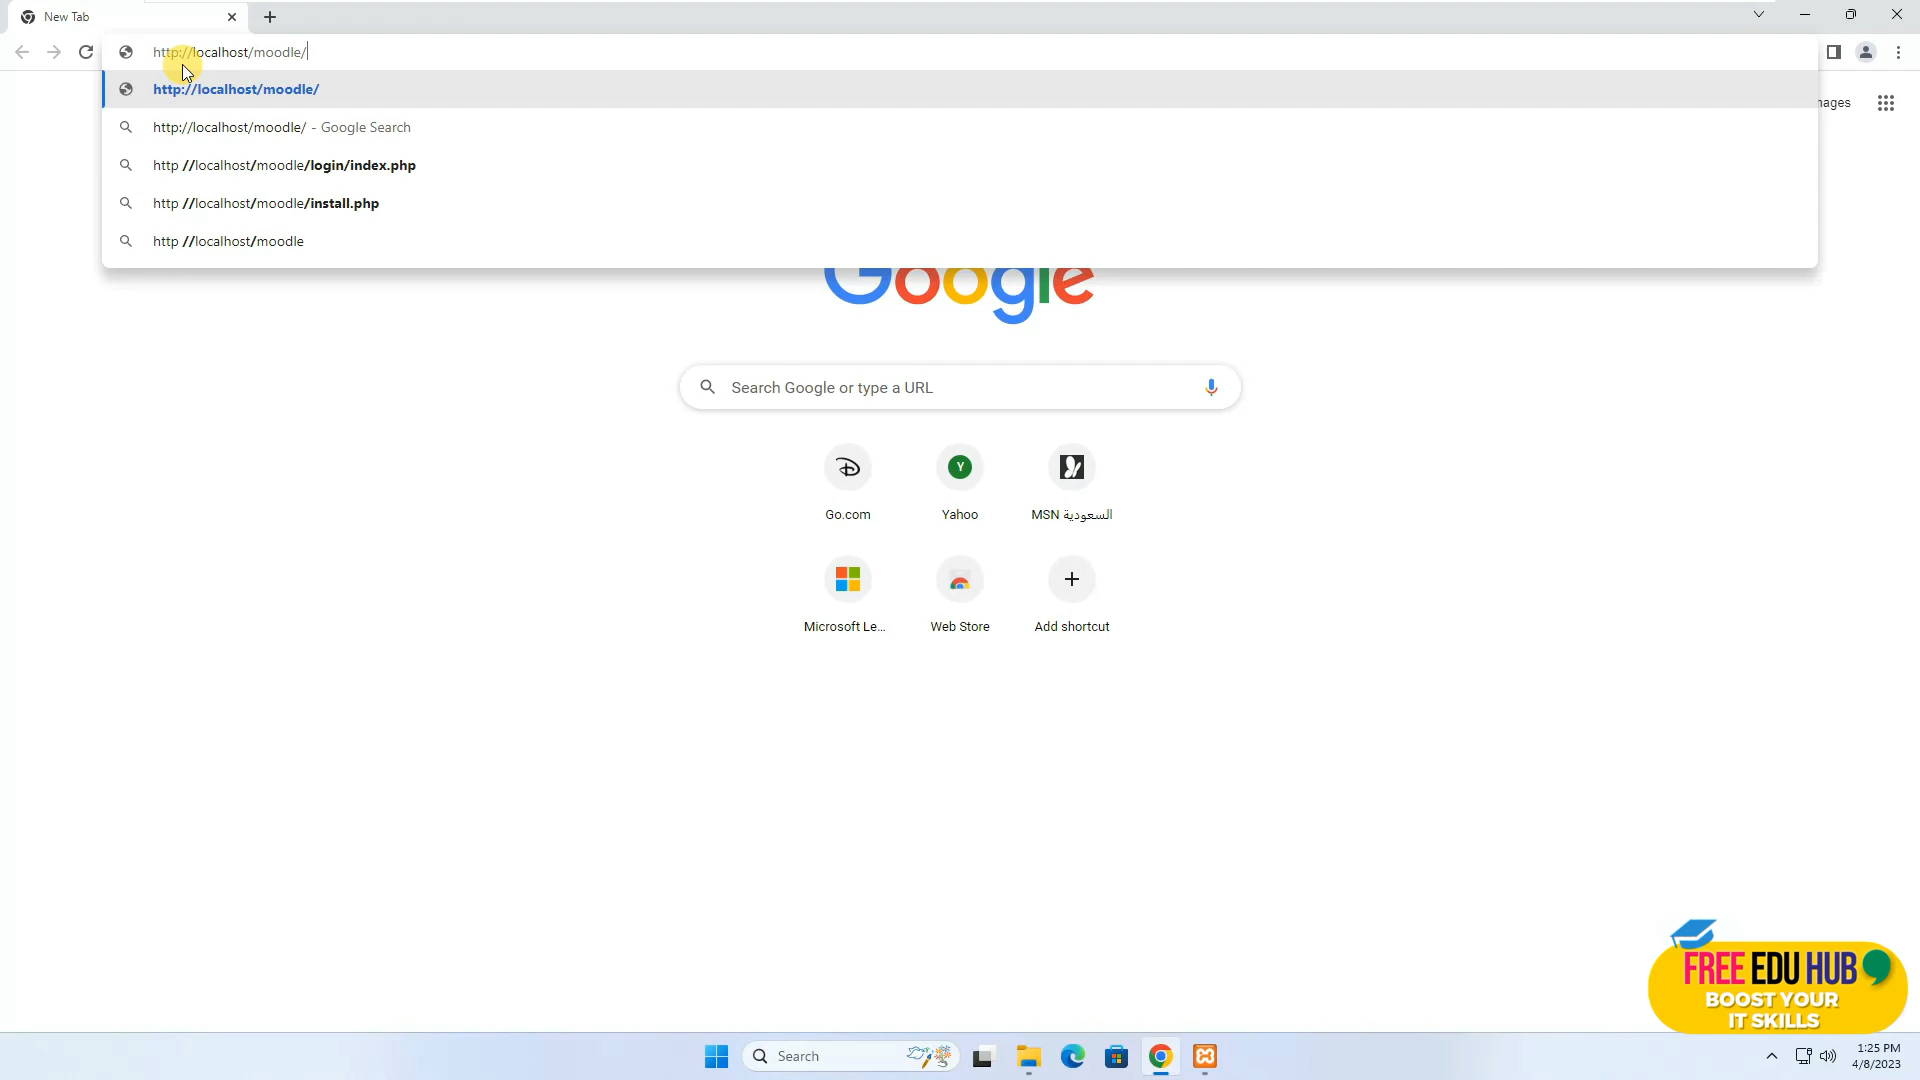 New Tab
http://localhost/moodle/
http://localhost/moodle/
http://localhost/moodle/ - Google Search
http //localhost/moodle/login/index.php
http //localhost/moodle/install.php
http //localhost/moodle
Google
Search Google or type a URL
Go.com
Yahoo
MSN السعودية
Microsoft Le...
Web Store
Add shortcut
FREE EDU HUB
BOOST YOUR
IT SKILLS
Search
1:25 PM
4/8/2023